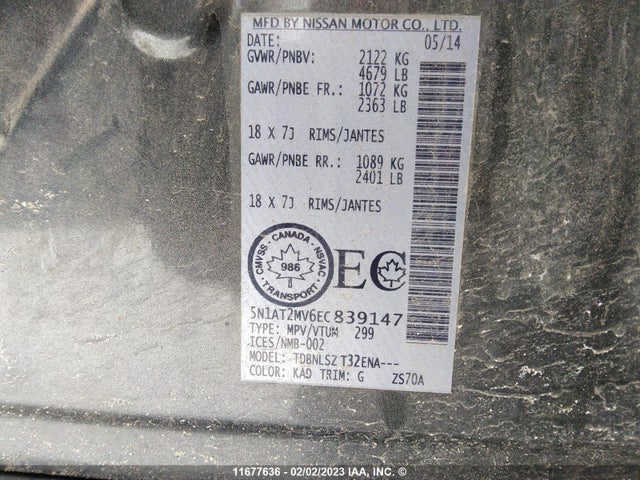 MFD BY NISSAN MOTOR CO., LTD.
DATE: 05/14
GVWR/PNBV: 2122 KG
4679 LB
GAWR/PNBE FR.: 1072 KG
2363 LB
18 X 7J RIMS/JANTES
GAWR/PNBE RR.: 1089 KG
2401 LB
18 X 7J RIMS/JANTES
CMVSS · CANADA · NSVAC · TRANSPORT ·
986
EC
5N1AT2MV6EC839147
TYPE: MPV/VTUM 299
ICES/NMB-002
MODEL: TDBNLSZ T32ENA---
COLOR: KAD TRIM: G ZS70A
11677636 - 02/02/2023 IAA, INC. ©